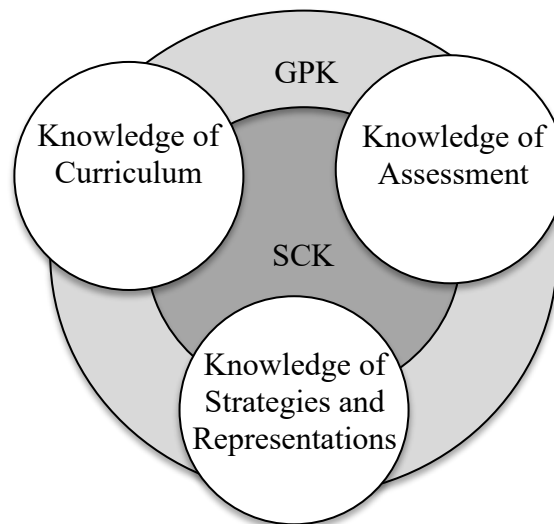 GPK
Knowledge of
Curriculum
Knowledge of
Assessment
SCK
Knowledge of
Strategies and
Representations